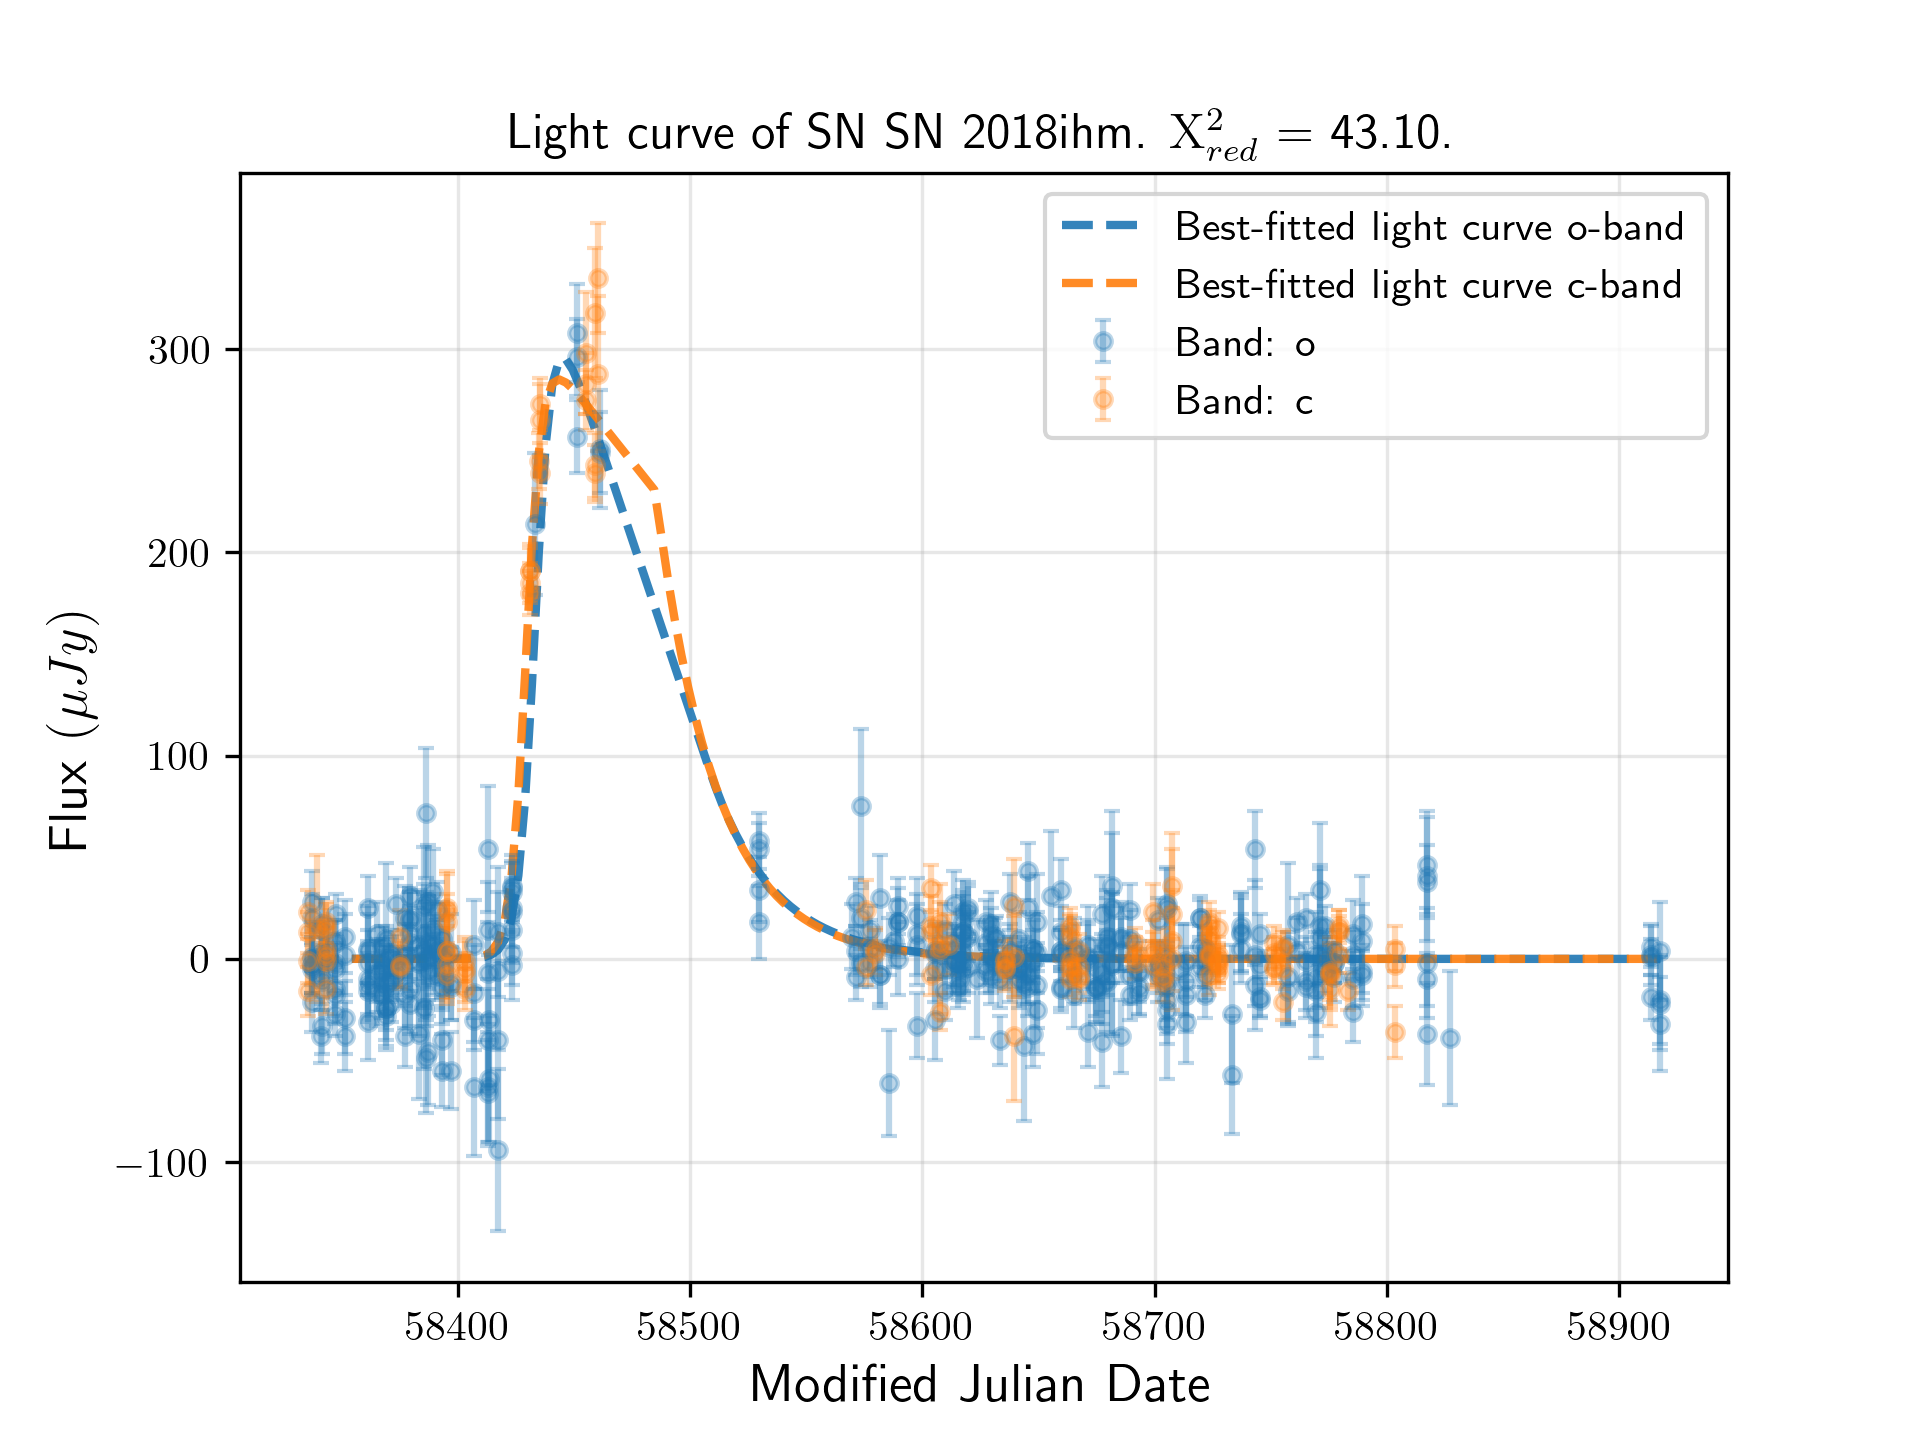 Light curve of SN SN 2018ihm. X²_red = 43.10.
Best-fitted light curve o-band
Best-fitted light curve c-band
Band: o
Band: c
300
200
100
0
−100
Flux (μJy)
58400 58500 58600 58700 58800 58900
Modified Julian Date